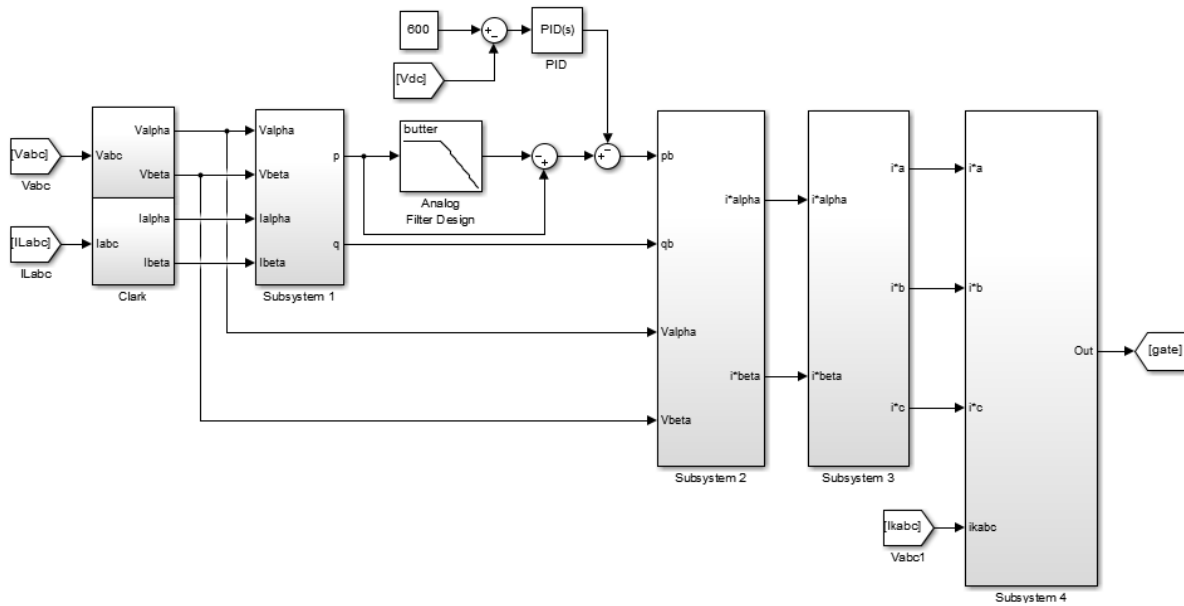 600
+
−
PID(s)
PID
[Vdc]
[Vabc]
Vabc
[ILabc]
ILabc
Vabc
Iabc
Valpha
Vbeta
Ialpha
Ibeta
Clark
Valpha
Vbeta
Ialpha
Ibeta
p
q
Subsystem 1
butter
Analog
Filter Design
−
+
+
−
pb
qb
Valpha
Vbeta
i*alpha
i*beta
Subsystem 2
i*alpha
i*beta
i*a
i*b
i*c
Subsystem 3
i*a
i*b
i*c
ikabc
Out
Subsystem 4
[Ikabc]
Vabc1
[gate]